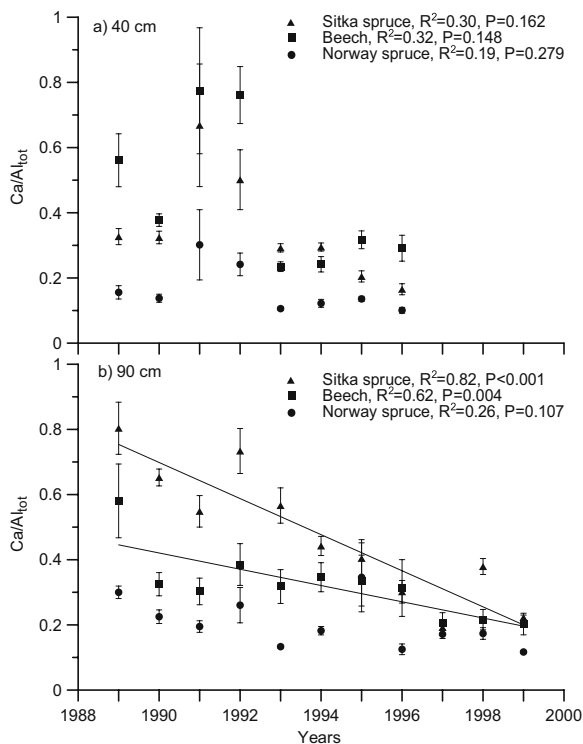 a) 40 cm
Sitka spruce, R²=0.30, P=0.162
Beech, R²=0.32, P=0.148
Norway spruce, R²=0.19, P=0.279
1
0.8
0.6
0.4
0.2
0
Ca/Al_tot
b) 90 cm
Sitka spruce, R²=0.82, P<0.001
Beech, R²=0.62, P=0.004
Norway spruce, R²=0.26, P=0.107
1
0.8
0.6
0.4
0.2
0
Ca/Al_tot
1988 1990 1992 1994 1996 1998 2000
Years